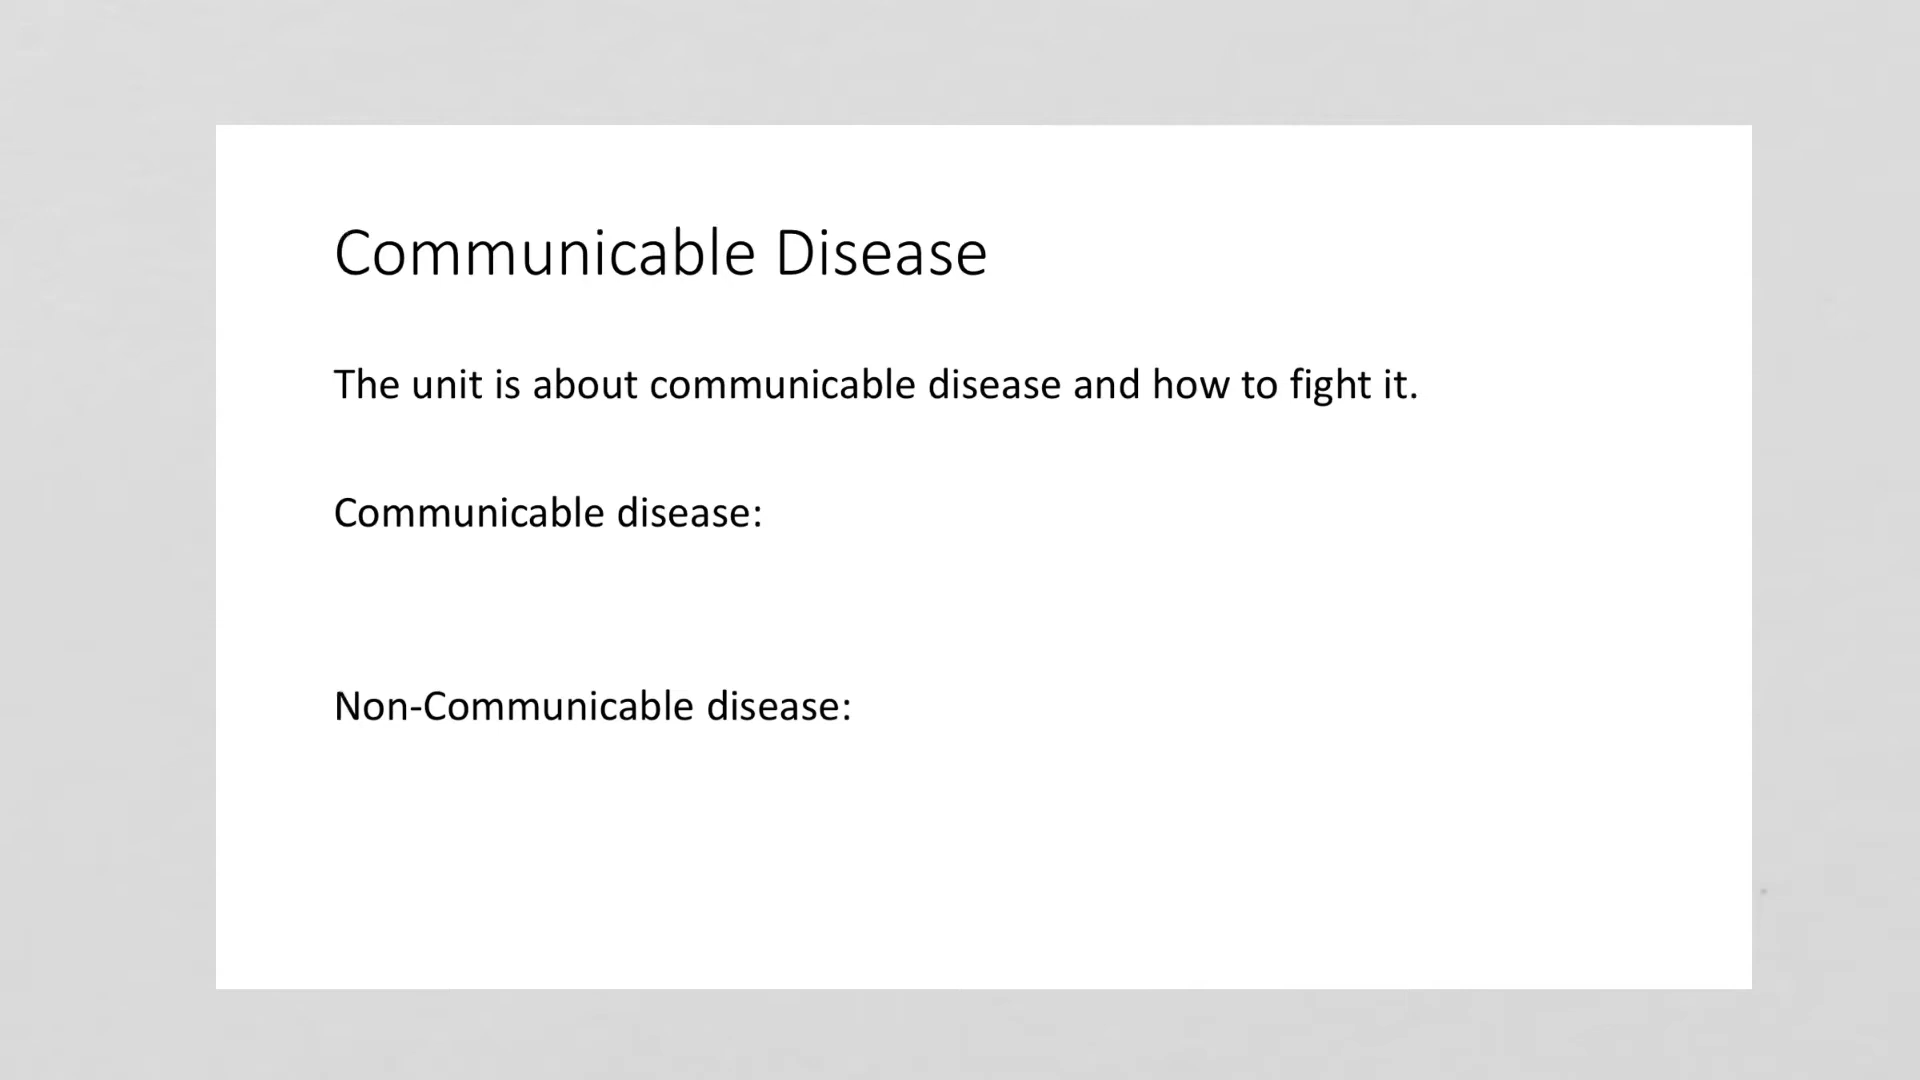 Communicable Disease
The unit is about communicable disease and how to fight it.
Communicable disease:
Non-Communicable disease: